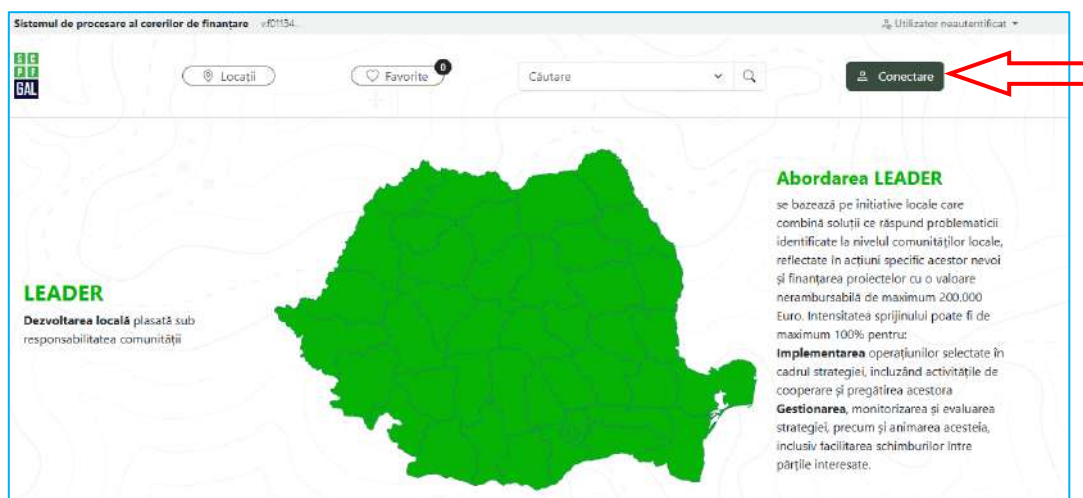 Sistemul de procesare al cererilor de finanțare v:f01134..
Utilizator neautentificat
SC
PF
GAL
Locații
Favorite
0
Căutare
Conectare
LEADER
Dezvoltarea locală plasată sub
responsabilitatea comunității
Abordarea LEADER
se bazează pe inițiative locale care
combină soluții ce răspund problematicii
identificate la nivelul comunităților locale,
reflectate în acțiuni specific acestor nevoi
și finanțarea proiectelor cu o valoare
nerambursabilă de maximum 200.000
Euro. Intensitatea sprijinului poate fi de
maximum 100% pentru:
Implementarea operațiunilor selectate în
cadrul strategiei, incluzând activitățile de
cooperare și pregătirea acestora
Gestionarea, monitorizarea și evaluarea
strategiei, precum și animarea acesteia,
inclusiv facilitarea schimburilor între
părțile interesate.